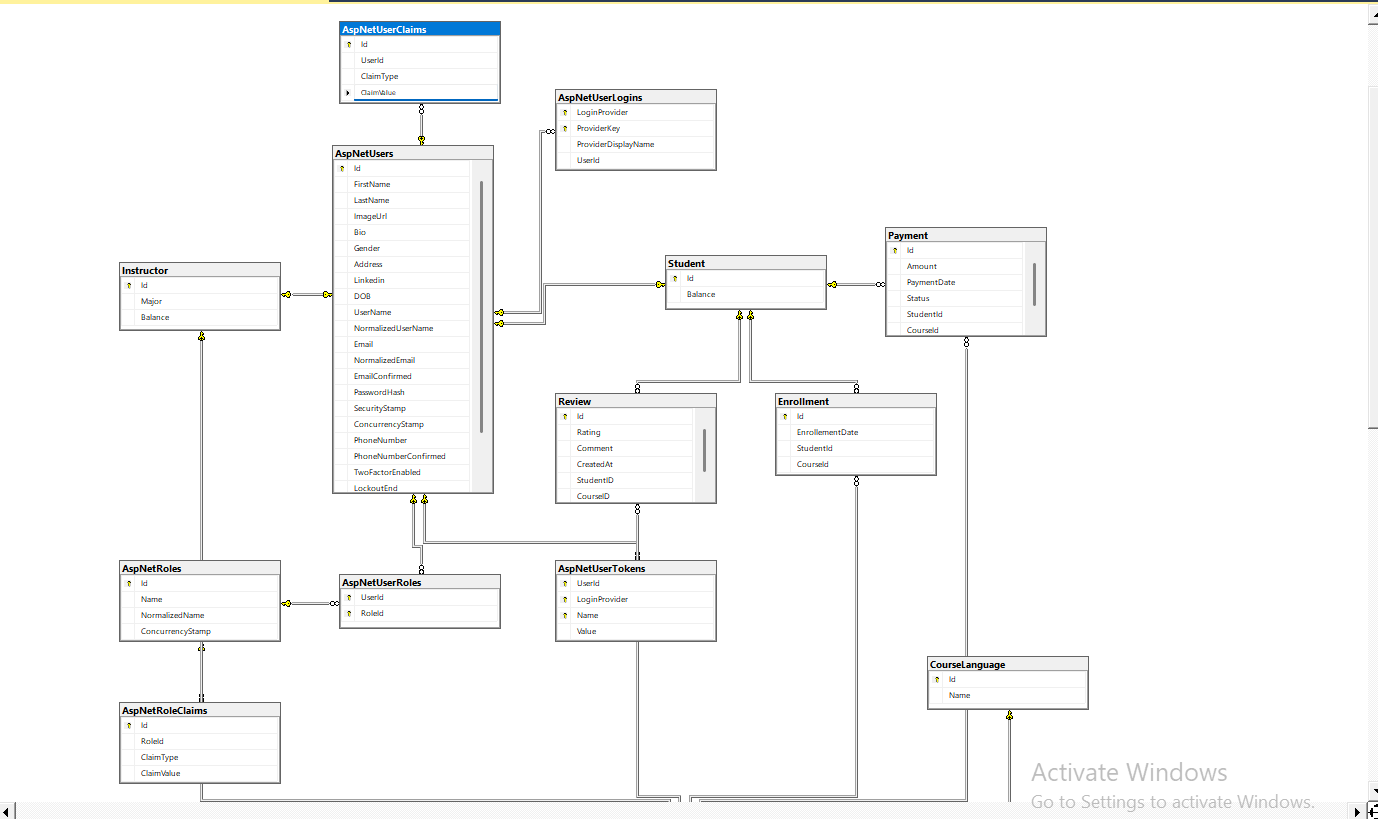 AspNetUserClaims
Id
UserId
ClaimType
ClaimValue
AspNetUserLogins
LoginProvider
ProviderKey
ProviderDisplayName
UserId
AspNetUsers
Id
FirstName
LastName
ImageUrl
Bio
Gender
Address
Linkedin
DOB
UserName
NormalizedUserName
Email
NormalizedEmail
EmailConfirmed
PasswordHash
SecurityStamp
ConcurrencyStamp
PhoneNumber
PhoneNumberConfirmed
TwoFactorEnabled
LockoutEnd
Payment
Id
Amount
PaymentDate
Status
StudentId
CourseId
Student
Id
Balance
Instructor
Id
Major
Balance
Review
Id
Rating
Comment
CreatedAt
StudentID
CourseID
Enrollment
Id
EnrollementDate
StudentId
CourseId
AspNetRoles
Id
Name
NormalizedName
ConcurrencyStamp
AspNetUserRoles
UserId
RoleId
AspNetUserTokens
UserId
LoginProvider
Name
Value
CourseLanguage
Id
Name
AspNetRoleClaims
Id
RoleId
ClaimType
ClaimValue
Activate Windows
Go to Settings to activate Windows.